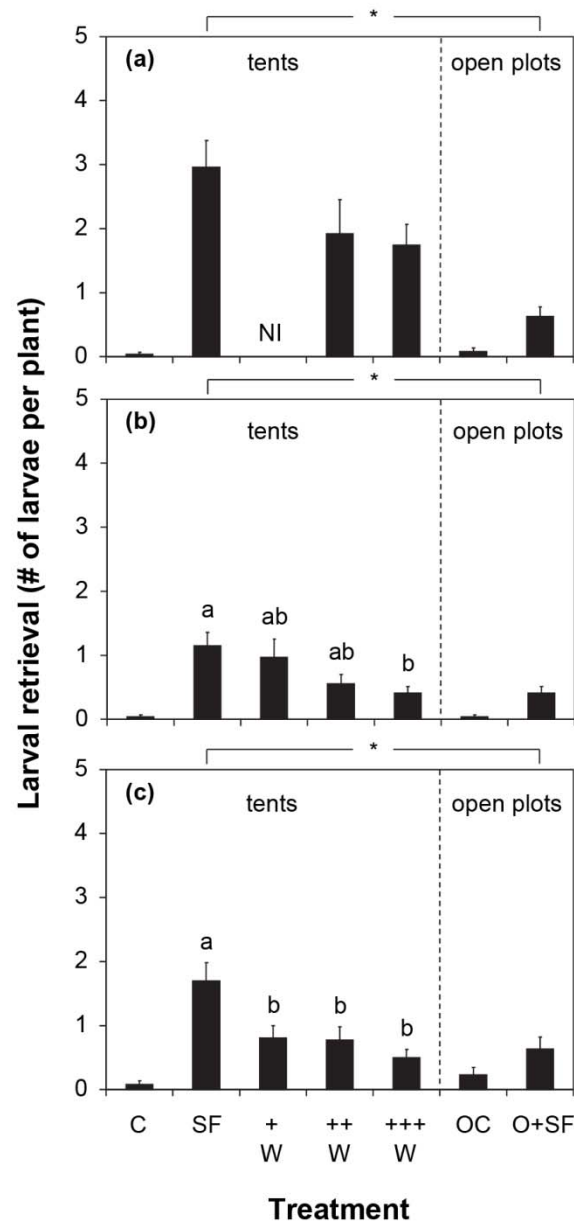 *
5
(a)
tents
open plots
4
3
2
NI
1
0
*
5
(b)
tents
open plots
4
3
2
a
ab
ab
b
1
0
*
5
(c)
tents
open plots
4
3
2
a
b
b
b
1
0
C SF + ++ +++ OC O+SF
W W W
Treatment
Larval retrieval (# of larvae per plant)